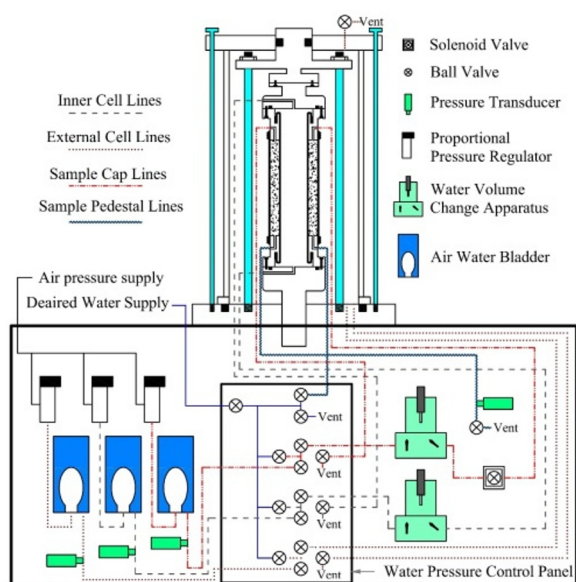 Vent
Solenoid Valve
Ball Valve
Pressure Transducer
Proportional
Pressure Regulator
Water Volume
Change Apparatus
Air Water Bladder
Inner Cell Lines
External Cell Lines
Sample Cap Lines
Sample Pedestal Lines
Air pressure supply
Deaired Water Supply
Vent
Vent
Vent
Vent
Vent
Water Pressure Control Panel